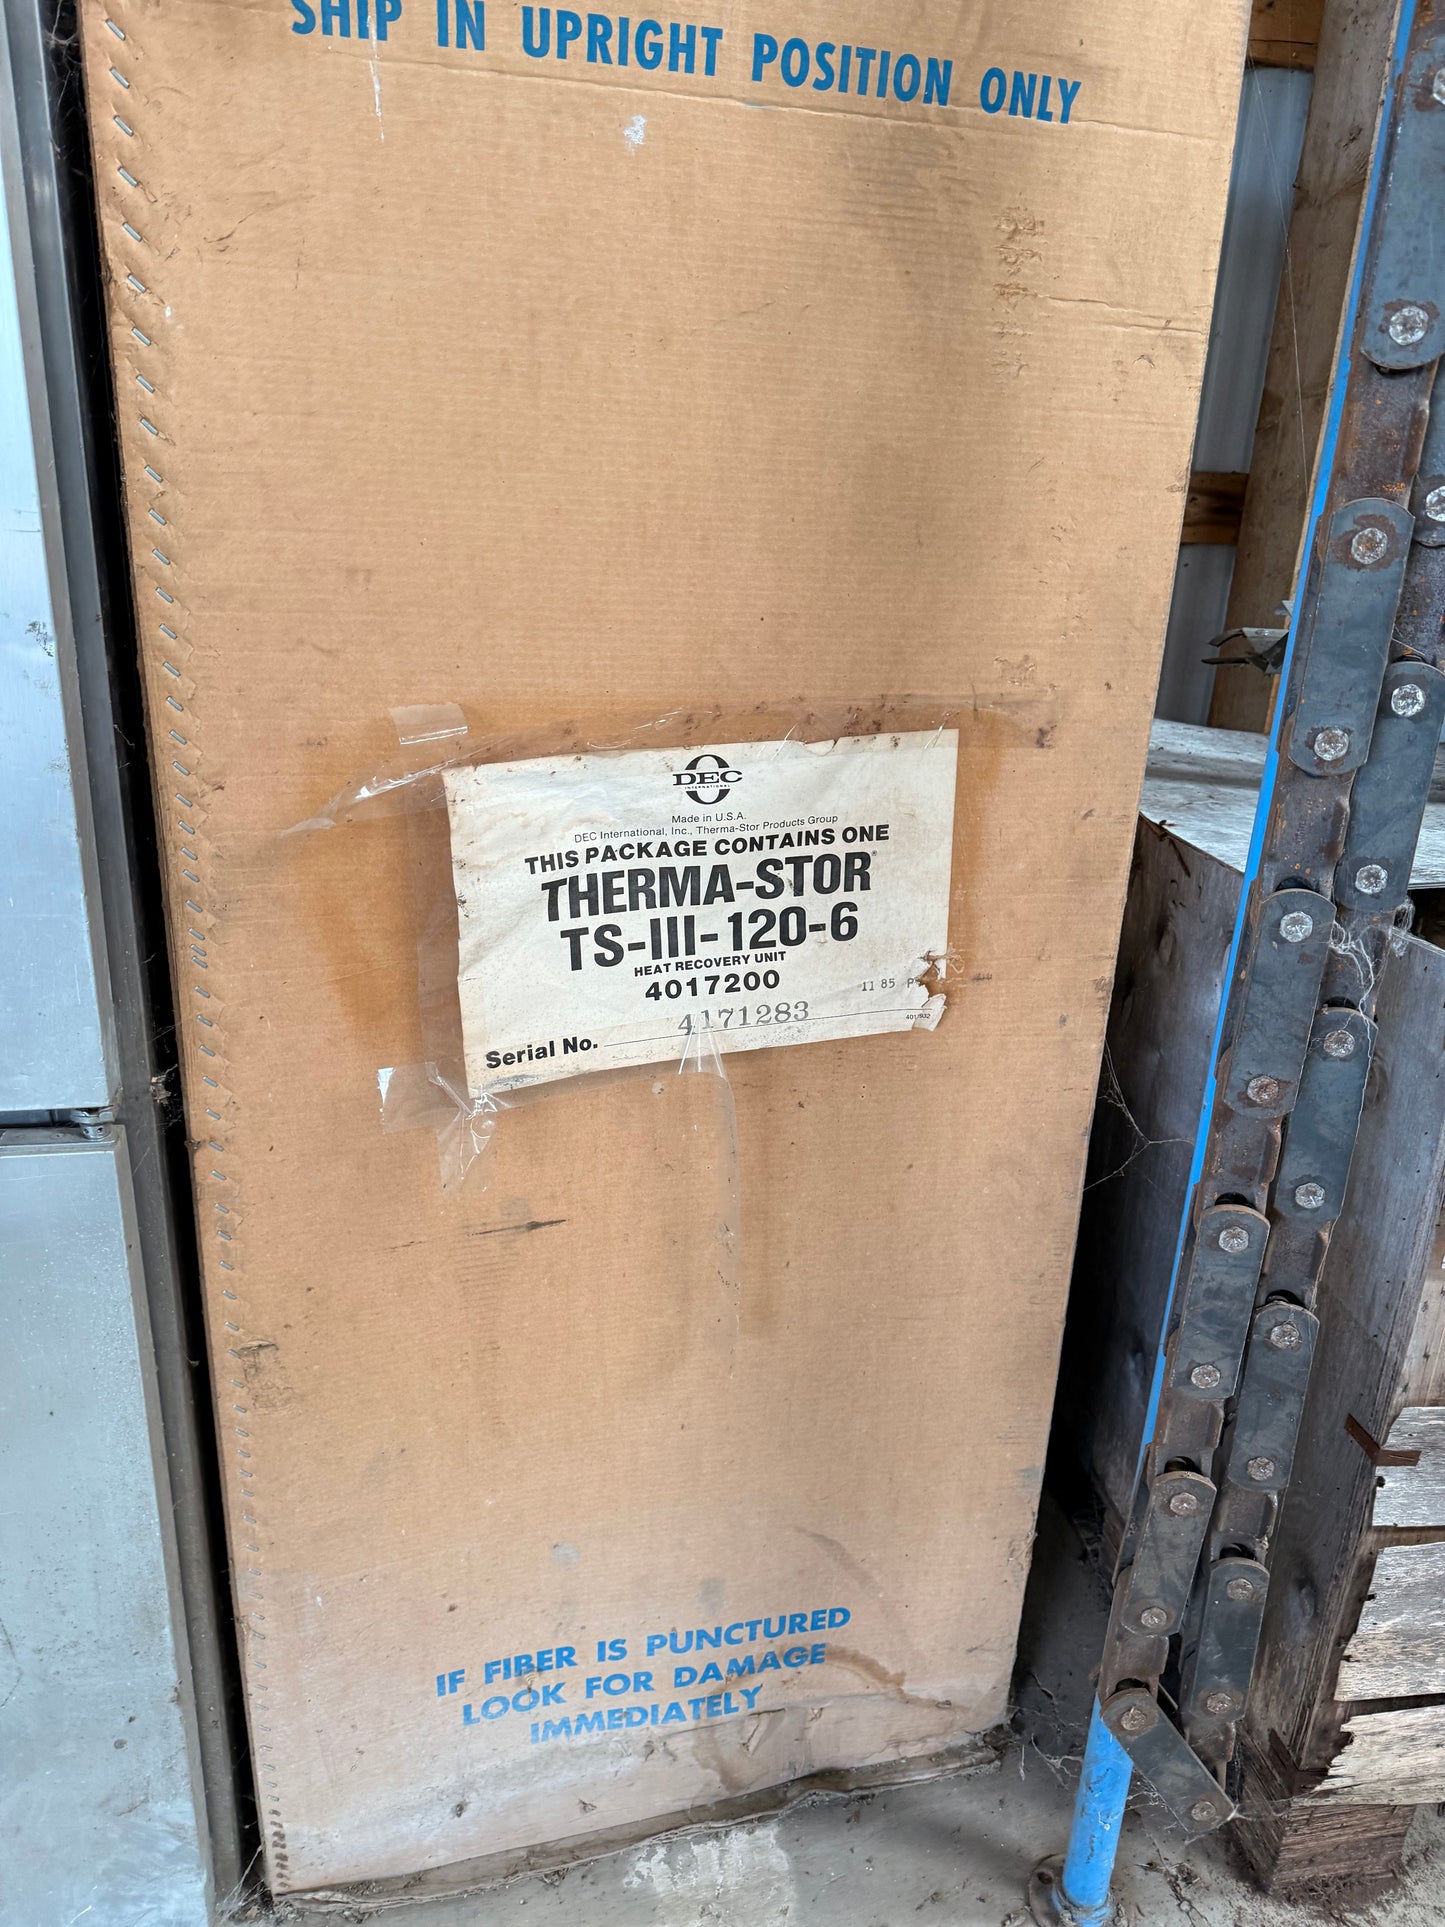 SHIP IN UPRIGHT POSITION ONLY
DEC
INTERNATIONAL
Made in U.S.A.
DEC International, Inc., Therma-Stor Products Group
THIS PACKAGE CONTAINS ONE
THERMA-STOR®
TS-III-120-6
HEAT RECOVERY UNIT
4017200
11 85
4171283
Serial No.
IF FIBER IS PUNCTURED
LOOK FOR DAMAGE
IMMEDIATELY